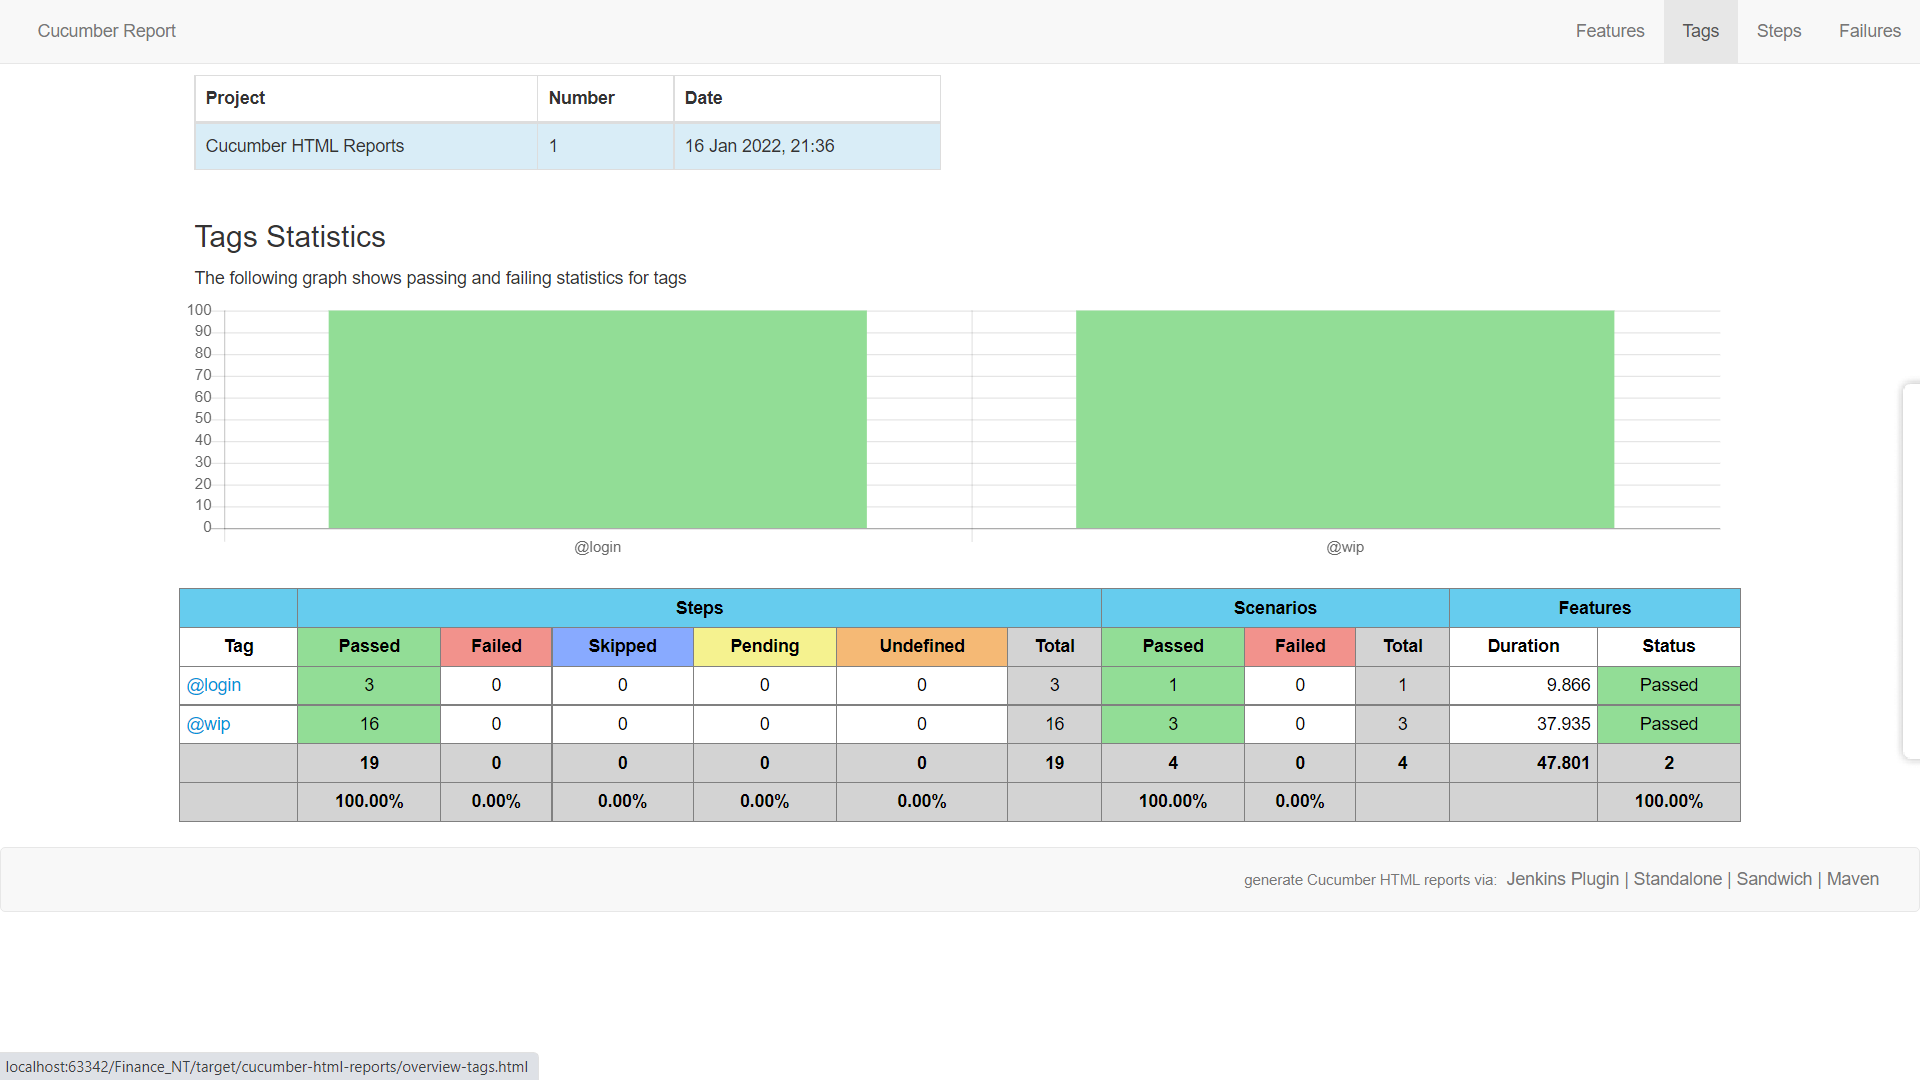 Cucumber Report Features Tags Steps Failures
Project Number Date
Cucumber HTML Reports 1 16 Jan 2022, 21:36
Tags Statistics
The following graph shows passing and failing statistics for tags
100
90
80
70
60
50
40
30
20
10
0
@login @wip
Steps Scenarios Features
Tag Passed Failed Skipped Pending Undefined Total Passed Failed Total Duration Status
@login 3 0 0 0 0 3 1 0 1 9.866 Passed
@wip 16 0 0 0 0 16 3 0 3 37.935 Passed
19 0 0 0 0 19 4 0 4 47.801 2
100.00% 0.00% 0.00% 0.00% 0.00% 100.00% 0.00% 100.00%
generate Cucumber HTML reports via: Jenkins Plugin | Standalone | Sandwich | Maven
localhost:63342/Finance_NT/target/cucumber-html-reports/overview-tags.html